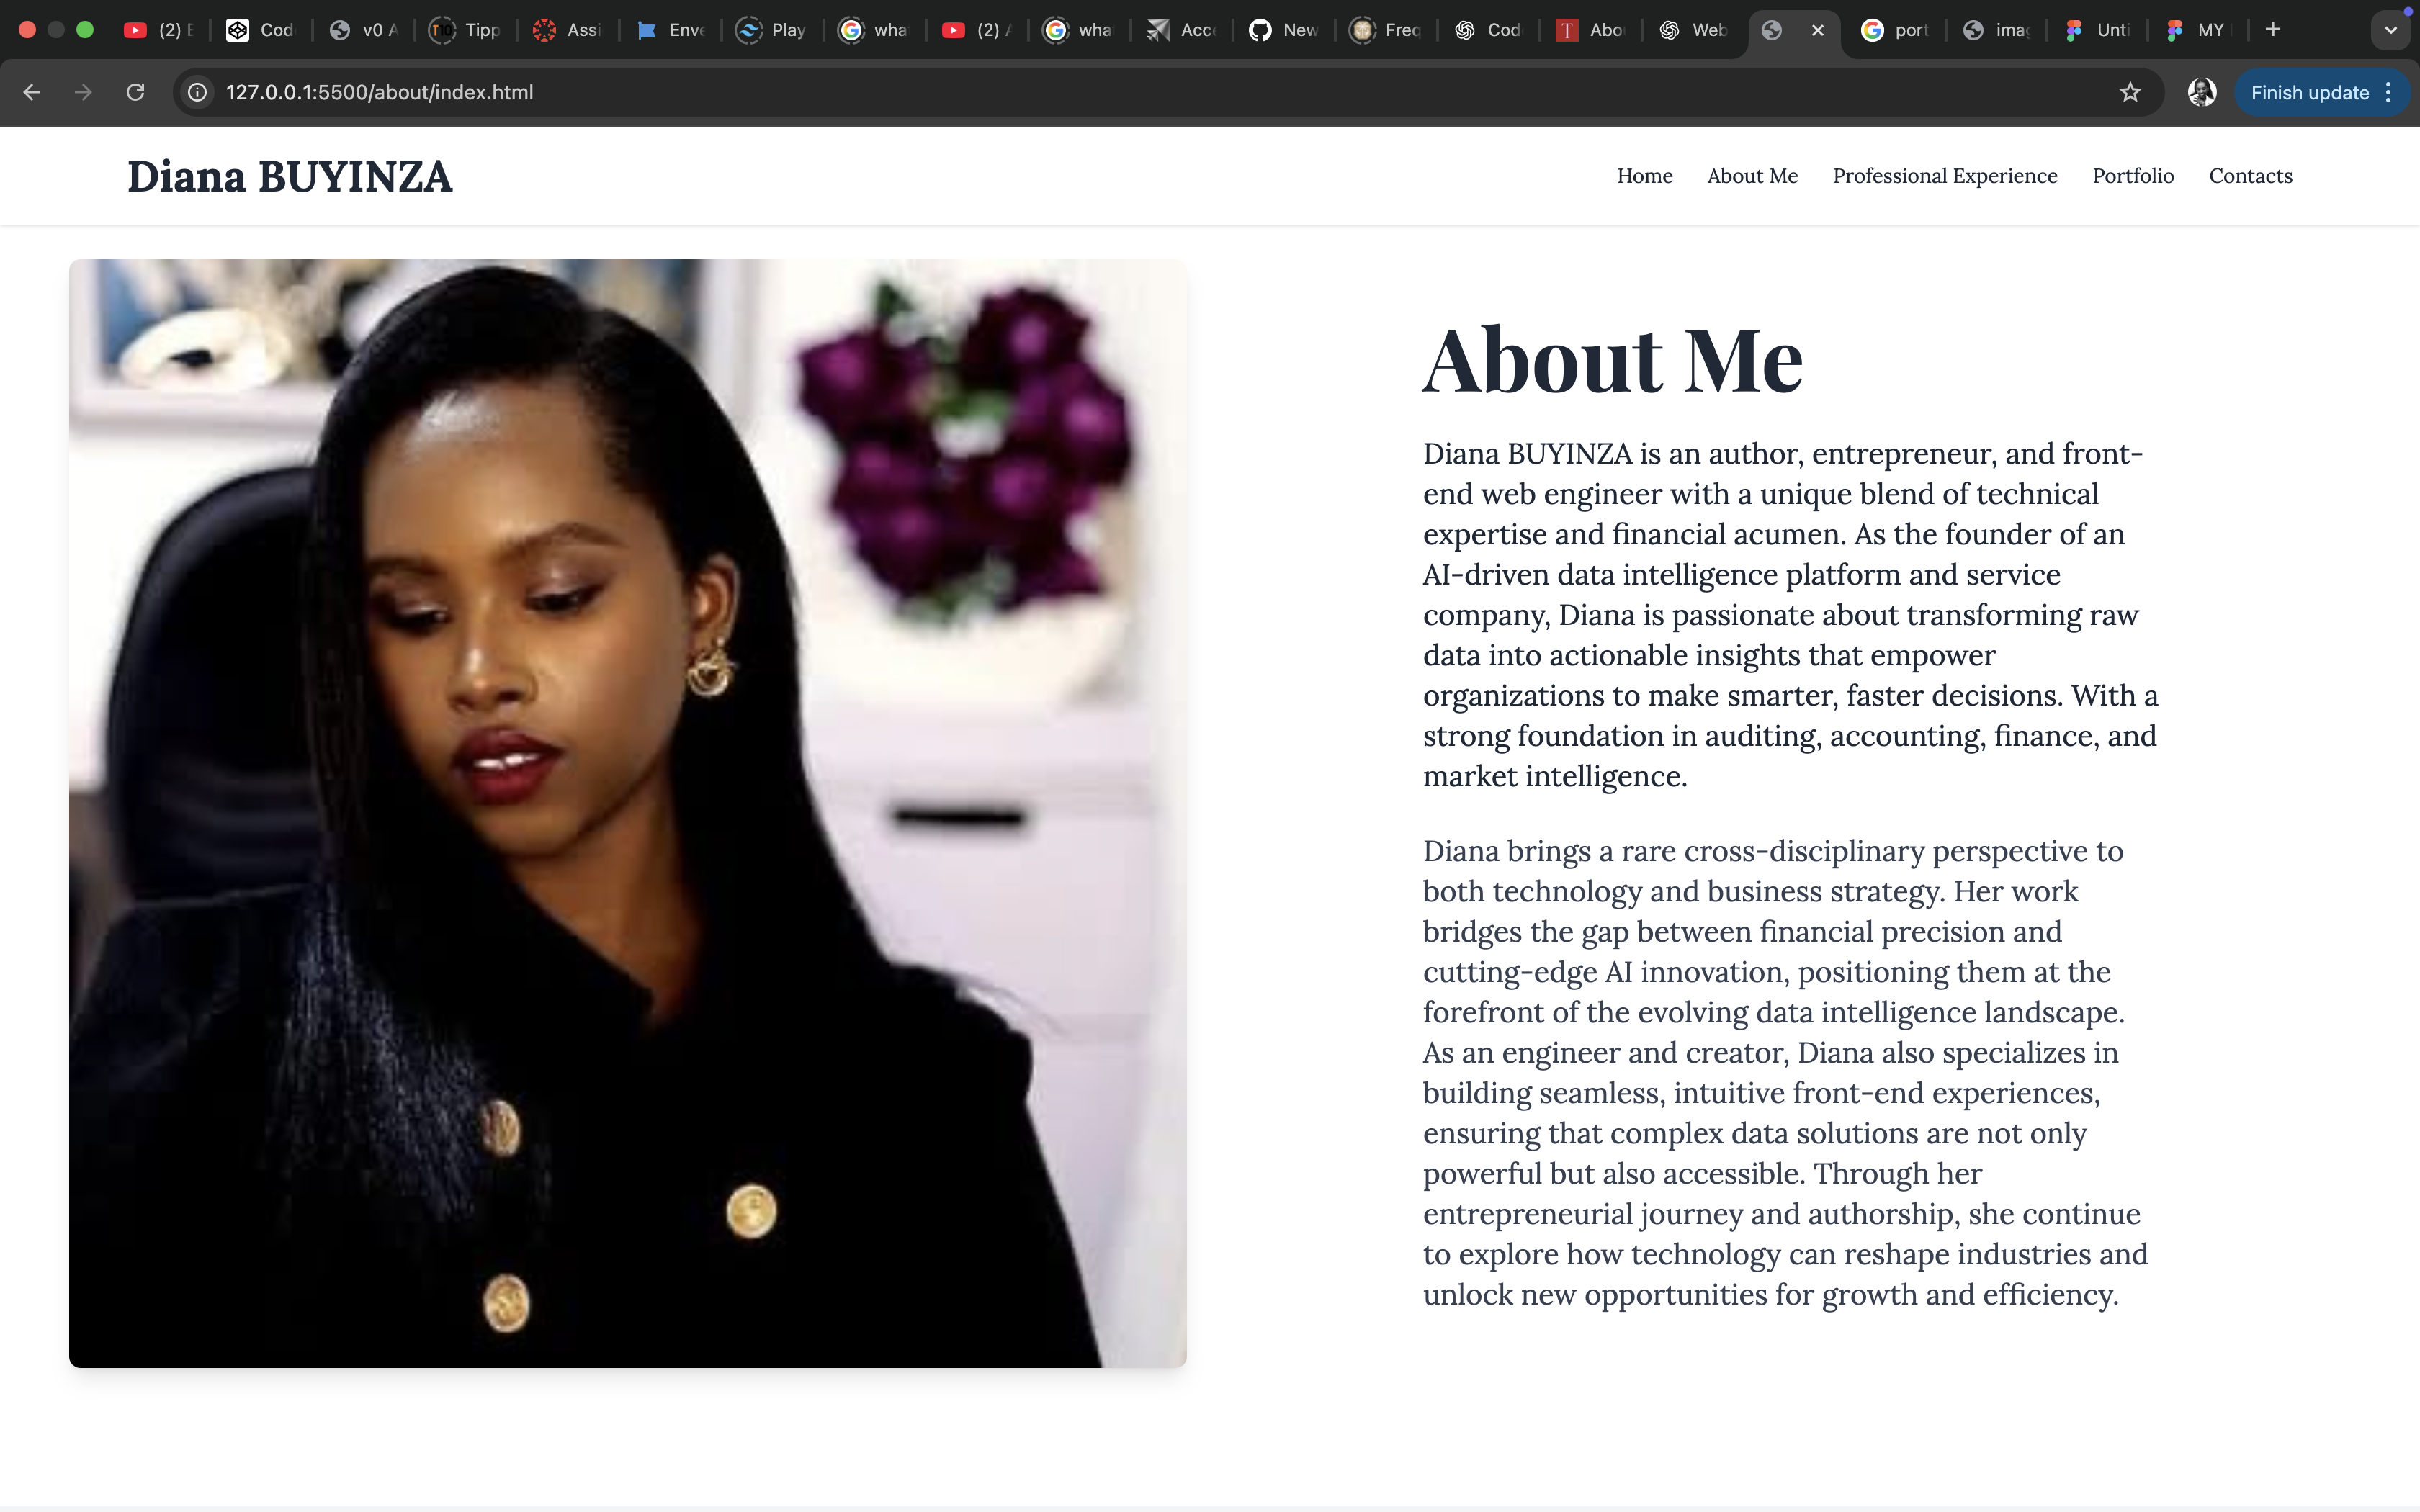 (2)
Cod
v0 A
Tipp
Assi
Enve
Play
wha
(2)
wha
Acc
New
Freq
Cod
Abo
Web
port
ima
Unti
MY
127.0.0.1:5500/about/index.html
Finish update
Diana BUYINZA
Home About Me Professional Experience Portfolio Contacts
About Me
Diana BUYINZA is an author, entrepreneur, and front-
end web engineer with a unique blend of technical
expertise and financial acumen. As the founder of an
AI-driven data intelligence platform and service
company, Diana is passionate about transforming raw
data into actionable insights that empower
organizations to make smarter, faster decisions. With a
strong foundation in auditing, accounting, finance, and
market intelligence.
Diana brings a rare cross-disciplinary perspective to
both technology and business strategy. Her work
bridges the gap between financial precision and
cutting-edge AI innovation, positioning them at the
forefront of the evolving data intelligence landscape.
As an engineer and creator, Diana also specializes in
building seamless, intuitive front-end experiences,
ensuring that complex data solutions are not only
powerful but also accessible. Through her
entrepreneurial journey and authorship, she continue
to explore how technology can reshape industries and
unlock new opportunities for growth and efficiency.